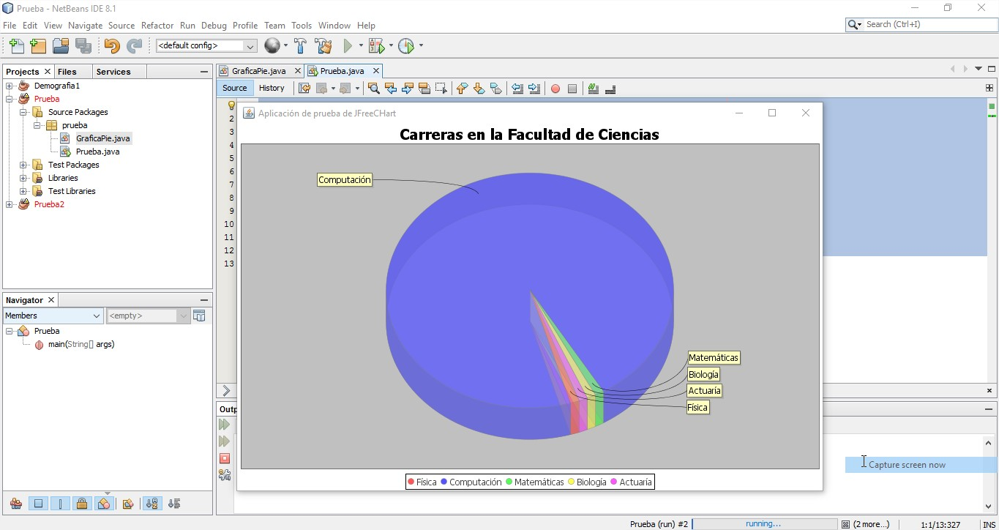 Prueba - NetBeans IDE 8.1
File Edit View Navigate Source Refactor Run Debug Profile Team Tools Window Help
Search (Ctrl+I)
<default config>
Projects Files Services
Demografia1
Prueba
Source Packages
prueba
GraficaPie.java
Prueba.java
Test Packages
Libraries
Test Libraries
Prueba2
Navigator
Members <empty>
Prueba
main(String[] args)
GraficaPie.java Prueba.java
Source History
2
3
4
5
6
7
8
9
10
11
12
13
Aplicación de prueba de JFreeCHart
Carreras en la Facultad de Ciencias
Computación
Matemáticas
Biología
Actuaría
Física
Física Computación Matemáticas Biología Actuaría
Outp
Capture screen now
Prueba (run) #2 running... (2 more...) 1:1/13:327 INS